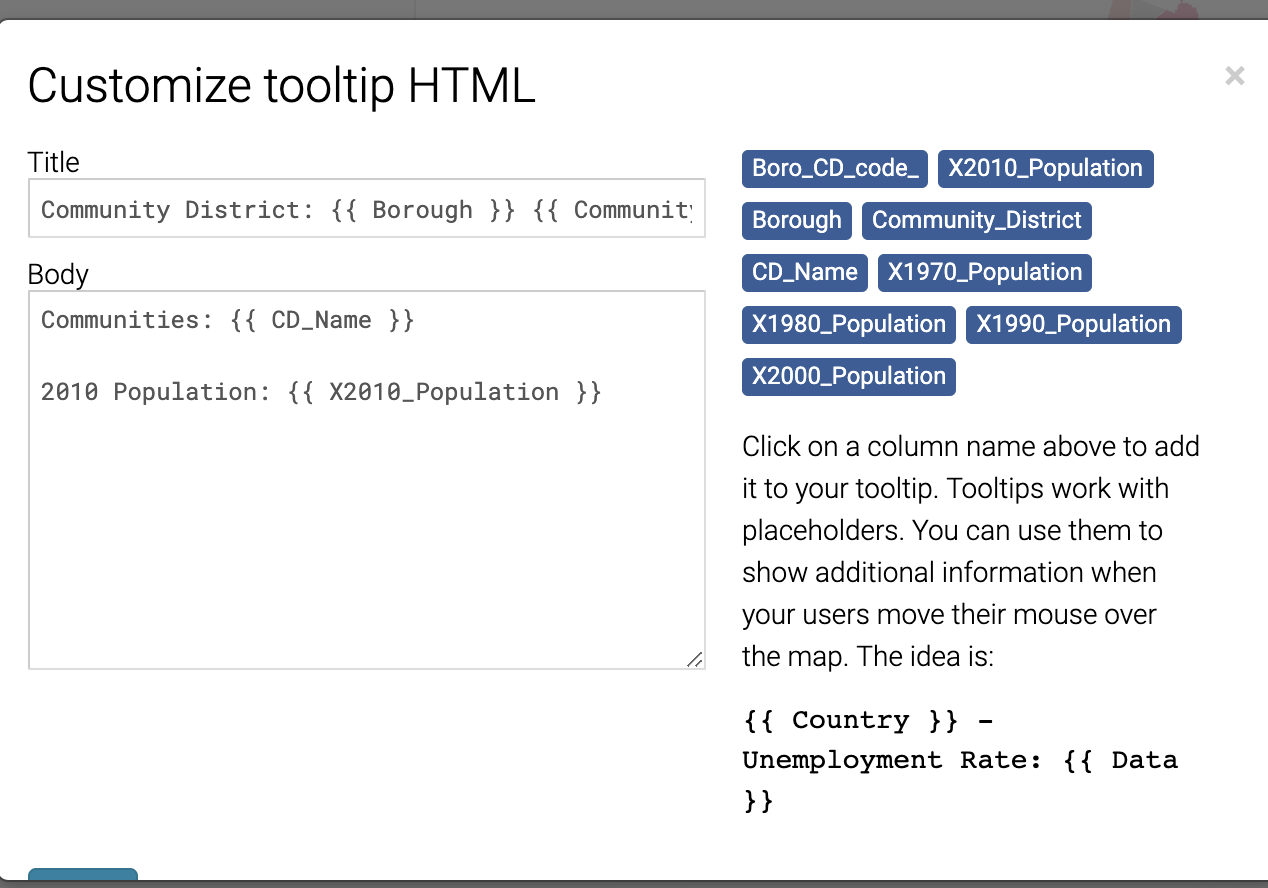 Customize tooltip HTML
×
Title
Community District: {{ Borough }} {{ Communit
Body
Communities: {{ CD_Name }}
2010 Population: {{ X2010_Population }}
Boro_CD_code_ X2010_Population
Borough Community_District
CD_Name X1970_Population
X1980_Population X1990_Population
X2000_Population
Click on a column name above to add
it to your tooltip. Tooltips work with
placeholders. You can use them to
show additional information when
your users move their mouse over
the map. The idea is:
{{ Country }} –
Unemployment Rate: {{ Data
}}